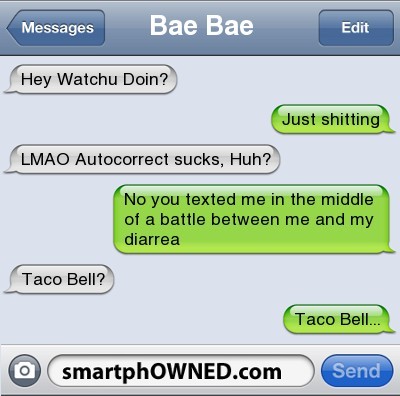 Messages
Bae Bae
Edit
Hey Watchu Doin?
Just shitting
LMAO Autocorrect sucks, Huh?
No you texted me in the middle
of a battle between me and my
diarrea
Taco Bell?
Taco Bell...
smartphOWNED.com
Send